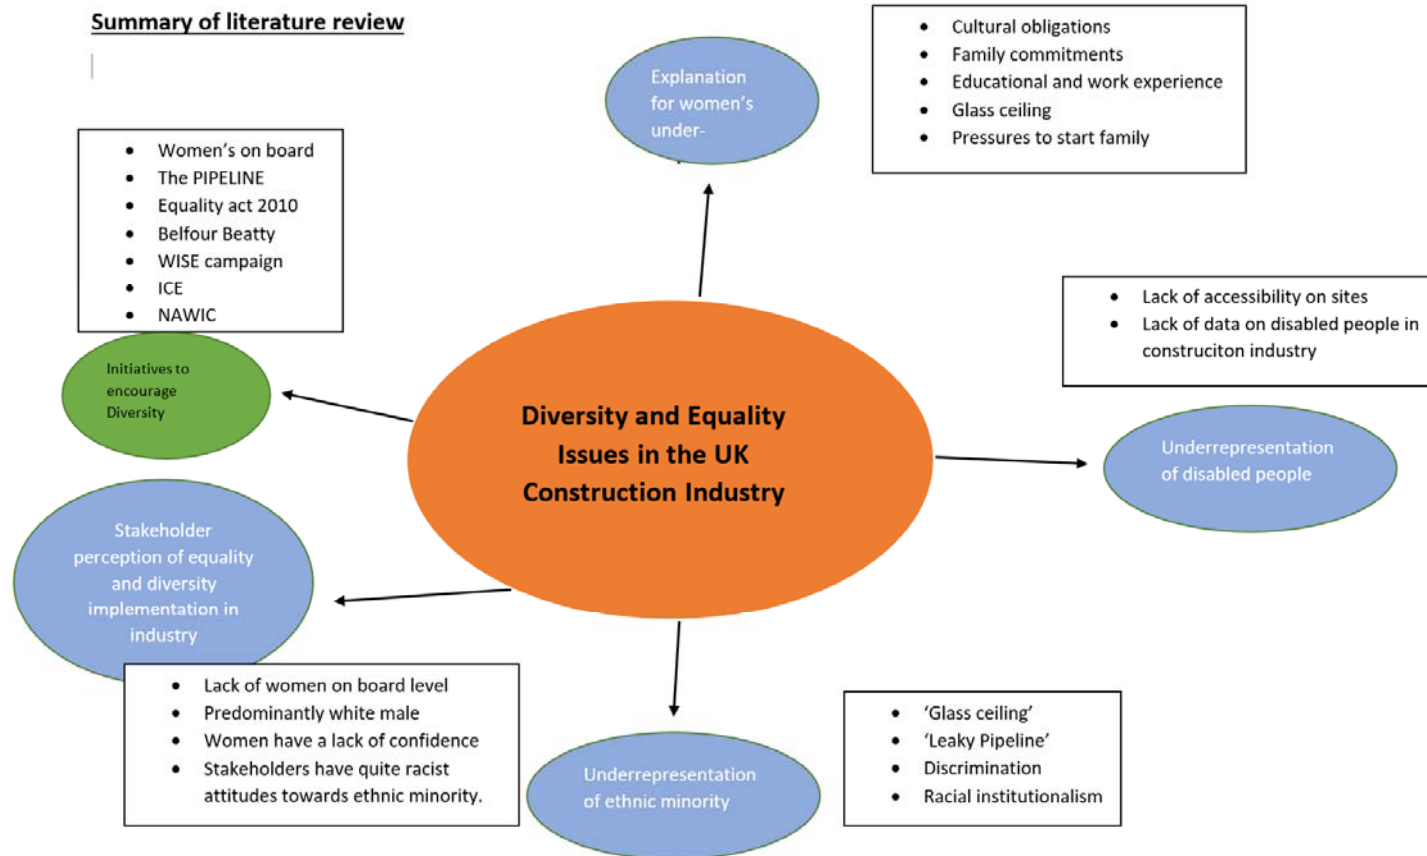 Summary of literature review
Explanation
for women's
under-
• Cultural obligations
• Family commitments
• Educational and work experience
• Glass ceiling
• Pressures to start family
• Women's on board
• The PIPELINE
• Equality act 2010
• Belfour Beatty
• WISE campaign
• ICE
• NAWIC
Initiatives to
encourage
Diversity
• Lack of accessibility on sites
• Lack of data on disabled people in
construciton industry
Underrepresentation
of disabled people
Diversity and Equality
Issues in the UK
Construction Industry
Stakeholder
perception of equality
and diversity
implementation in
industry
• Lack of women on board level
• Predominantly white male
• Women have a lack of confidence
• Stakeholders have quite racist
attitudes towards ethnic minority.
Underrepresentation
of ethnic minority
• ‘Glass ceiling’
• ‘Leaky Pipeline’
• Discrimination
• Racial institutionalism